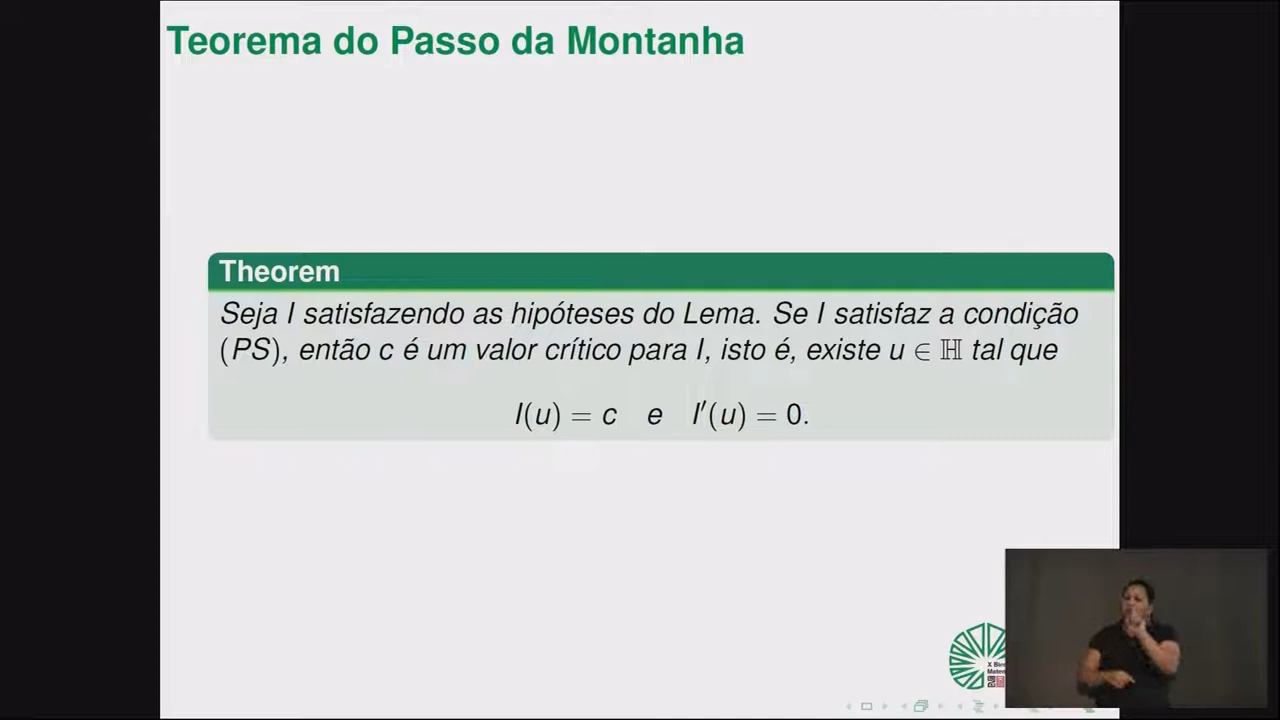 Teorema do Passo da Montanha
Theorem
Seja I satisfazendo as hipóteses do Lema. Se I satisfaz a condição
(PS), então c é um valor crítico para I, isto é, existe u ∈ ℍ tal que
I(u) = c e I′(u) = 0.